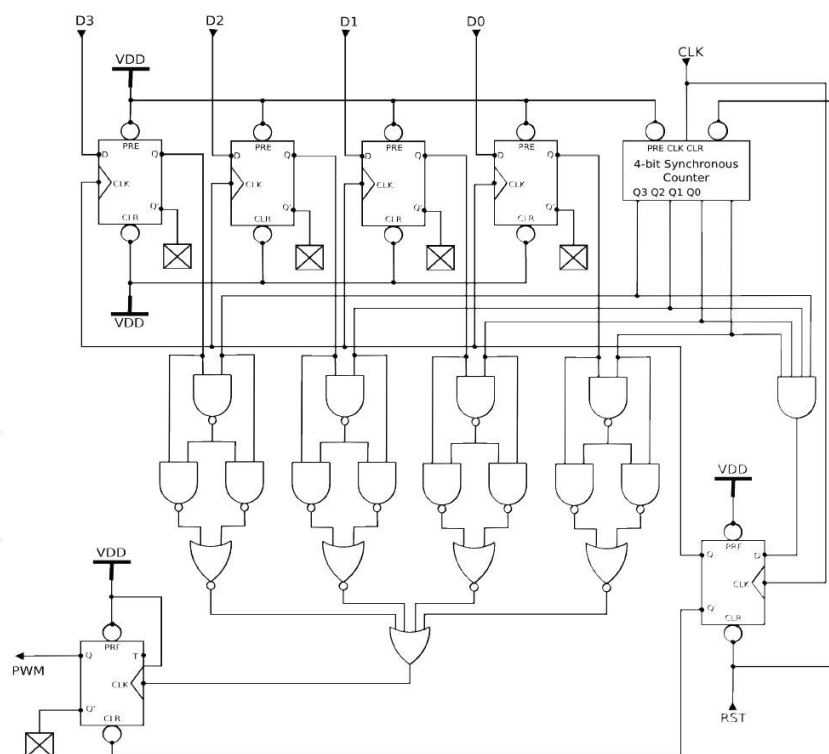 D3 D2 D1 D0
CLK
VDD
PRE PRE PRE PRE
D Q D Q D Q D Q
CLK CLK CLK CLK
Q' Q' Q' Q'
CLR CLR CLR CLR
PRE CLK CLR
4-bit Synchronous
Counter
Q3 Q2 Q1 Q0
VDD
VDD
PRE
Q D
CLK
Q'
CLR
RST
VDD
PRE
Q T
CLK
Q'
CLR
PWM